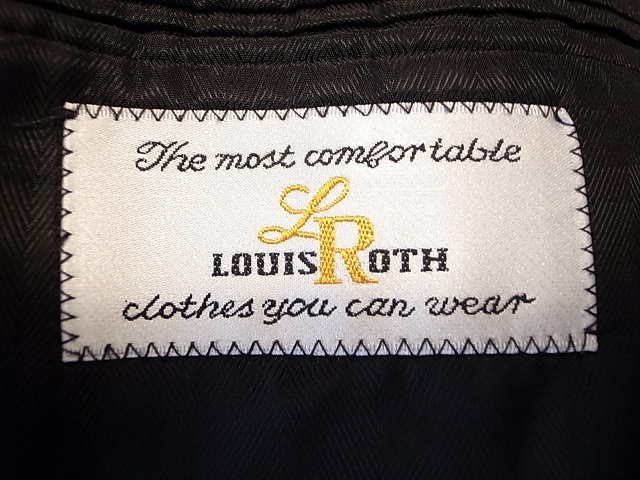 The most comfortable
LR
LOUIS ROTH
clothes you can wear